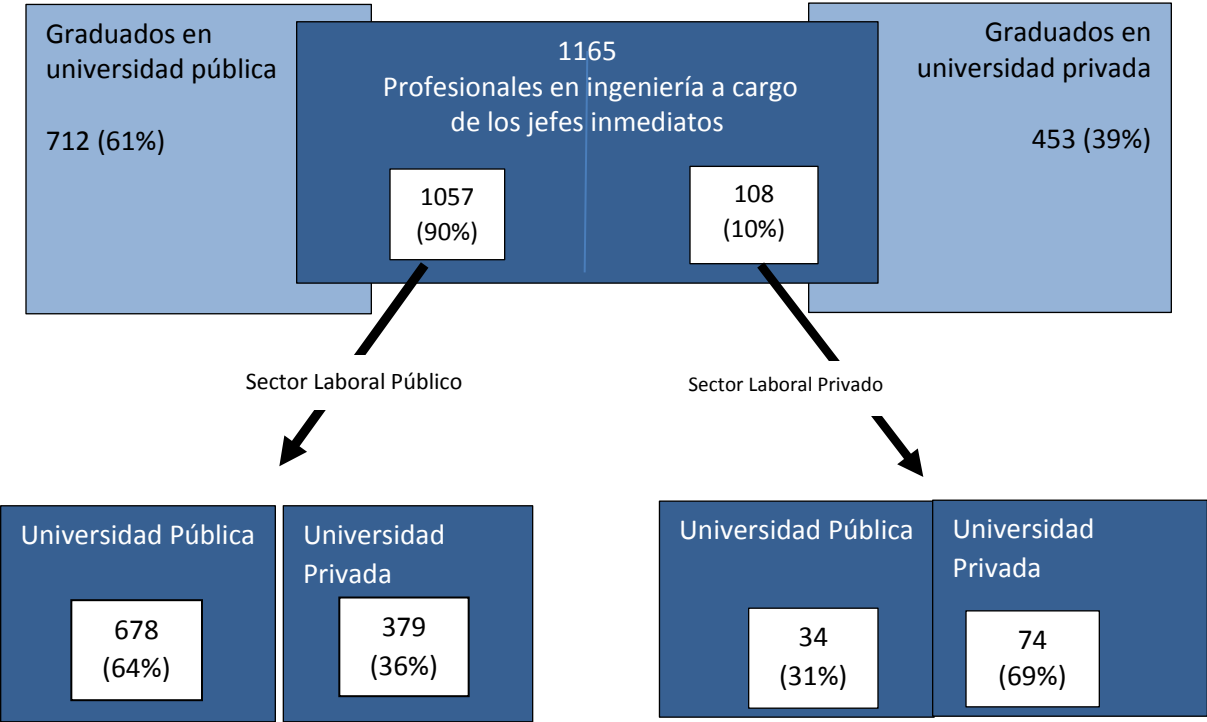 Graduados en
universidad pública
712 (61%)
1165
Profesionales en ingeniería a cargo
de los jefes inmediatos
Graduados en
universidad privada
453 (39%)
1057
(90%)
108
(10%)
Sector Laboral Público
Sector Laboral Privado
Universidad Pública
678
(64%)
Universidad
Privada
379
(36%)
Universidad Pública
34
(31%)
Universidad
Privada
74
(69%)